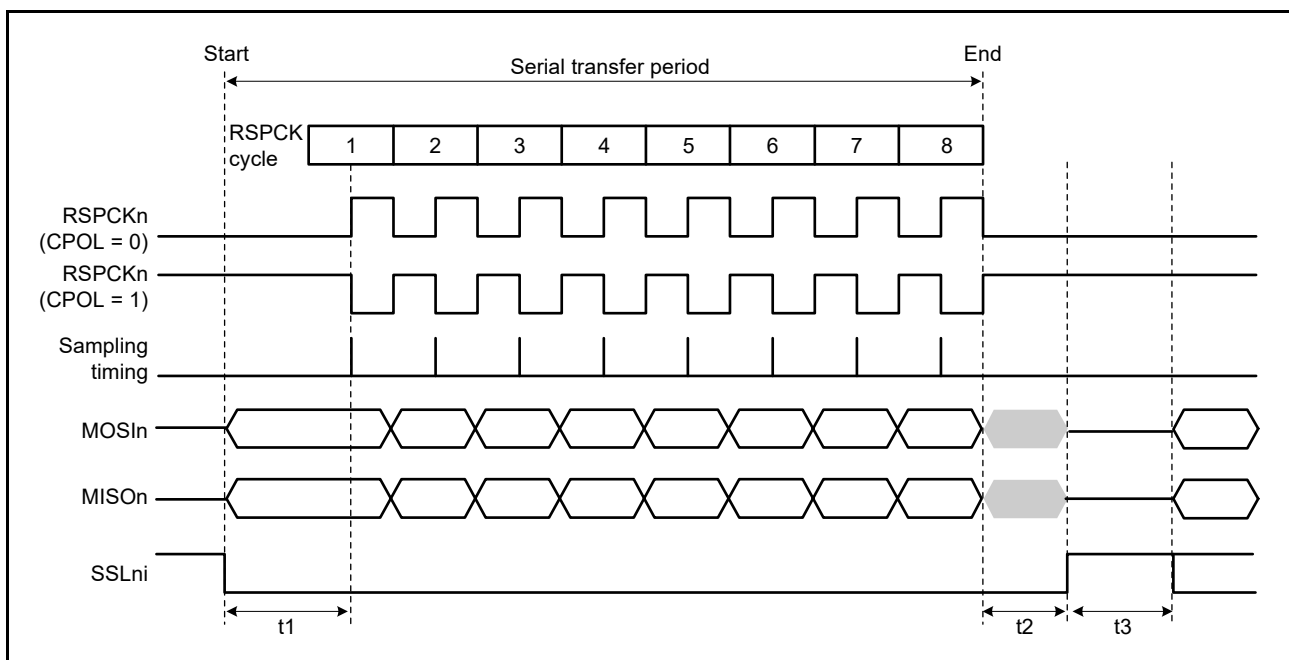 Start
End
Serial transfer period
RSPCK
cycle
1 2 3 4 5 6 7 8
RSPCKn
(CPOL = 0)
RSPCKn
(CPOL = 1)
Sampling
timing
MOSIn
MISOn
SSLni
t1
t2
t3